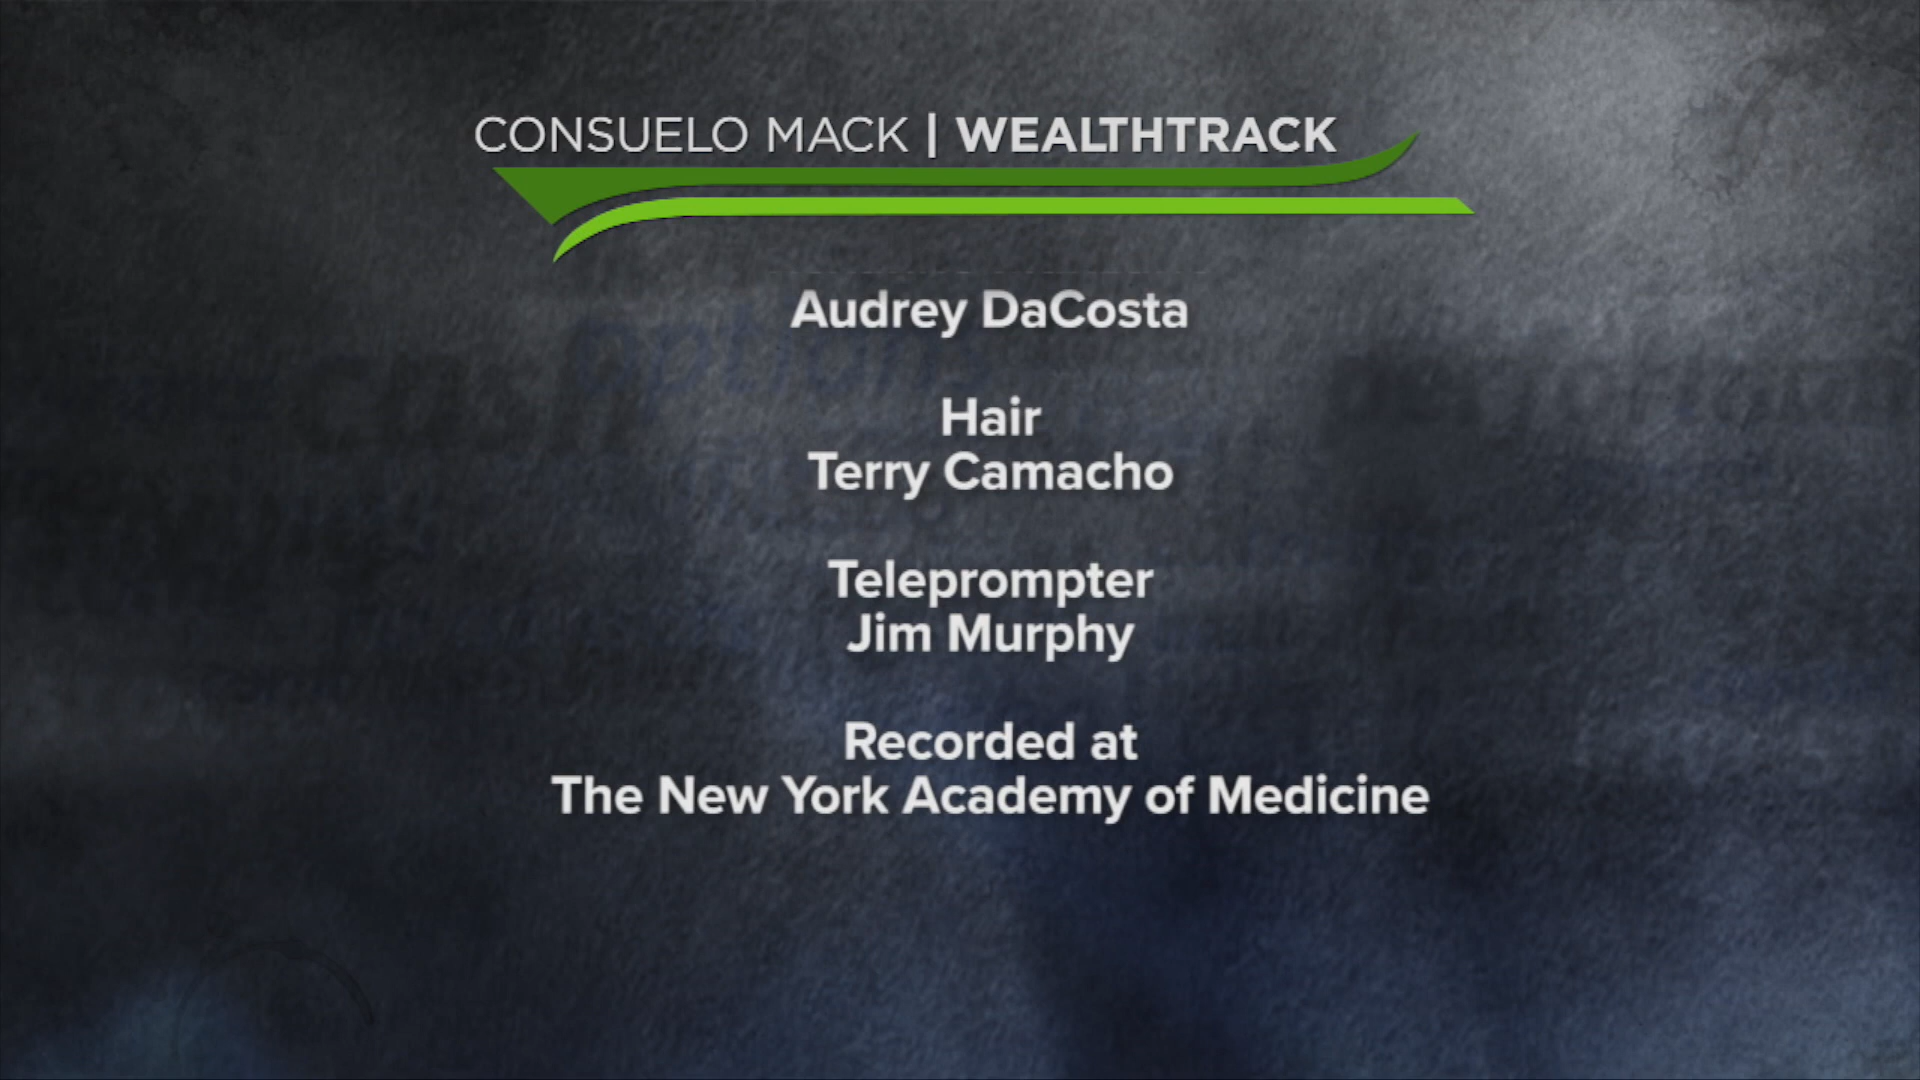 CONSUELO MACK | WEALTHTRACK
Audrey DaCosta
Hair
Terry Camacho
Teleprompter
Jim Murphy
Recorded at
The New York Academy of Medicine